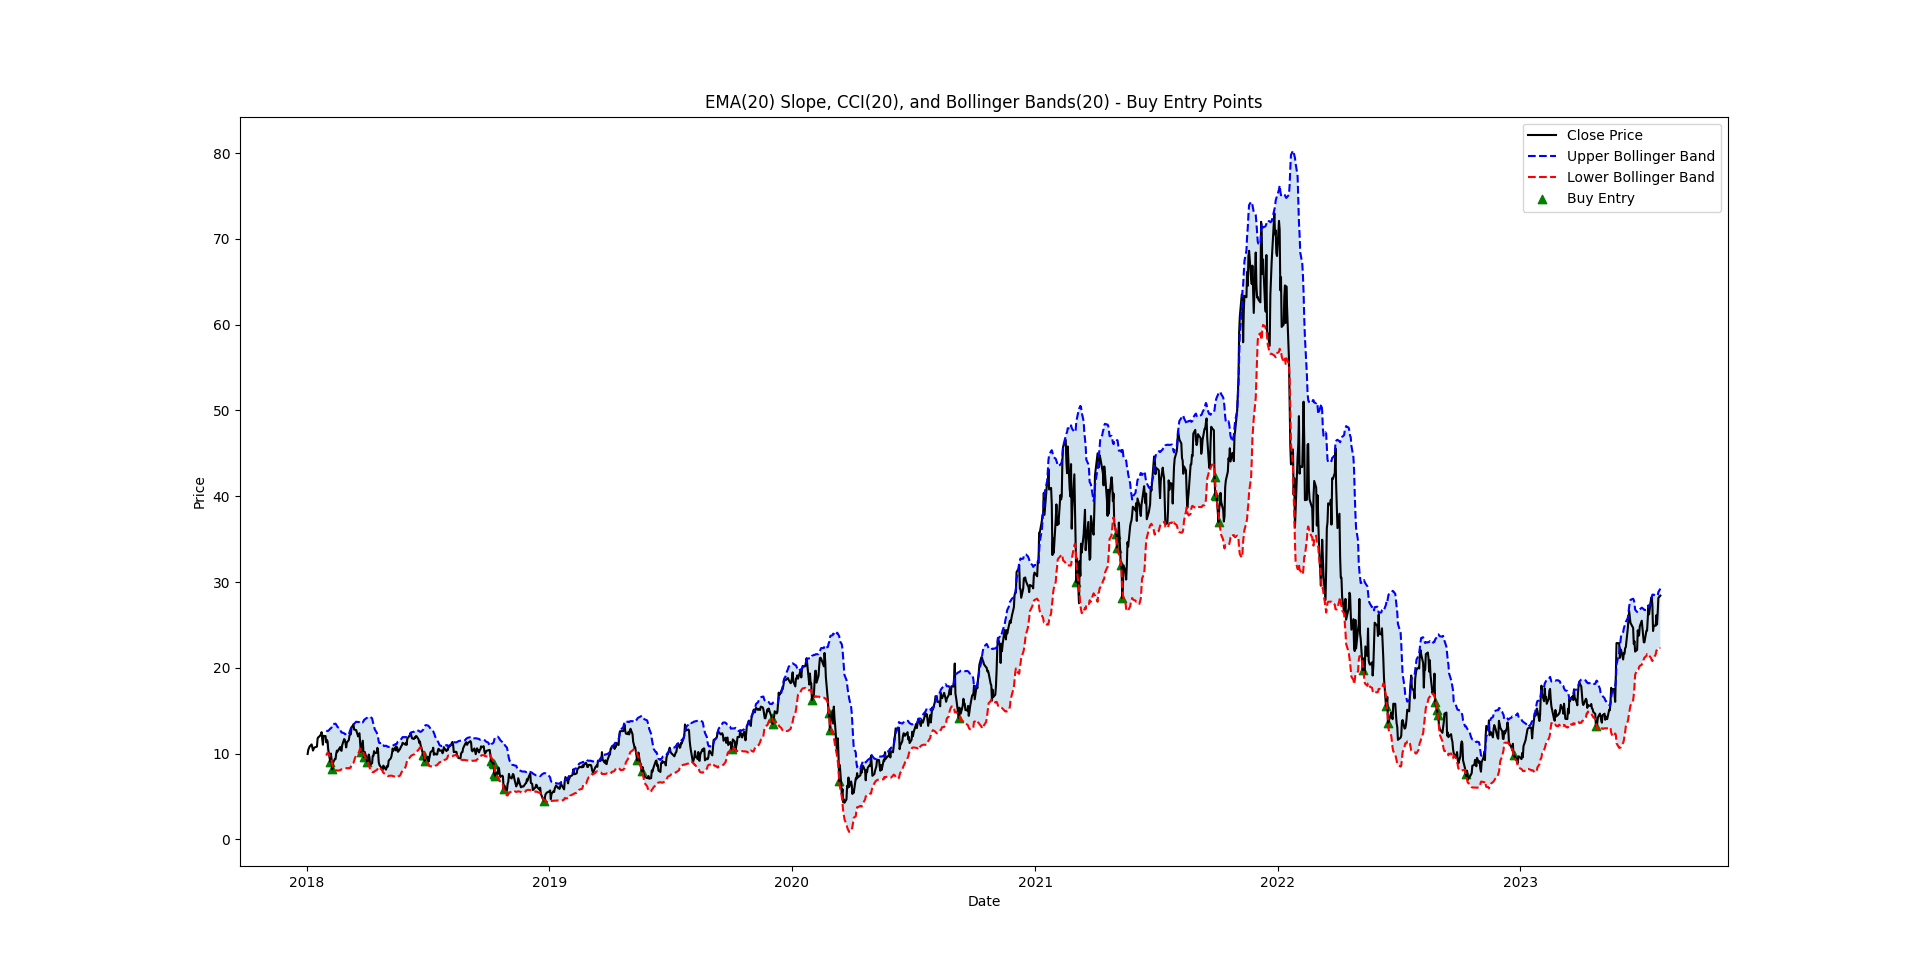 EMA(20) Slope, CCI(20), and Bollinger Bands(20) - Buy Entry Points
Close Price
Upper Bollinger Band
Lower Bollinger Band
Buy Entry
80
70
60
50
40
30
20
10
0
Price
2018 2019 2020 2021 2022 2023
Date